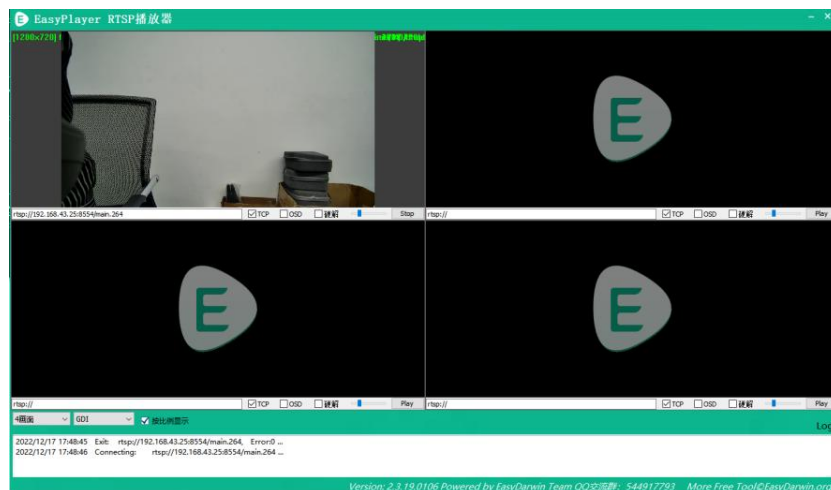 EasyPlayer RTSP播放器
[1280x720]
rtsp://192.168.43.25:8554/main.264 TCP OSD 硬解 Stop
rtsp:// TCP OSD 硬解 Play
rtsp:// TCP OSD 硬解 Play
rtsp:// TCP OSD 硬解 Play
4画面 GDI 按比例显示
Log
2022/12/17 17:48:45 Exit: rtsp://192.168.43.25:8554/main.264, Error:0 ...
2022/12/17 17:48:46 Connecting: rtsp://192.168.43.25:8554/main.264 ...
Version: 2.3.19.0106 Powered by EasyDarwin Team QQ交流群: 544917793 More Free Tool©EasyDarwin.org